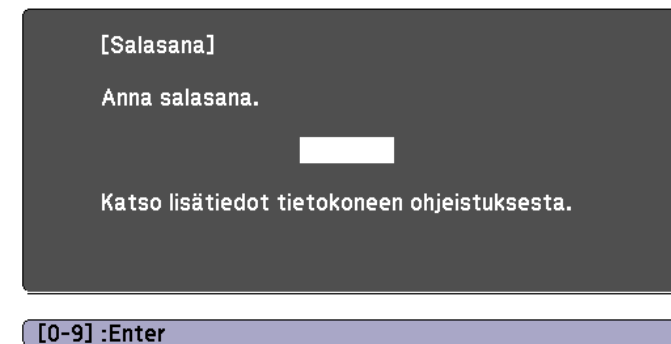 [Salasana]
Anna salasana.
Katso lisätiedot tietokoneen ohjeistuksesta.
[0-9] :Enter